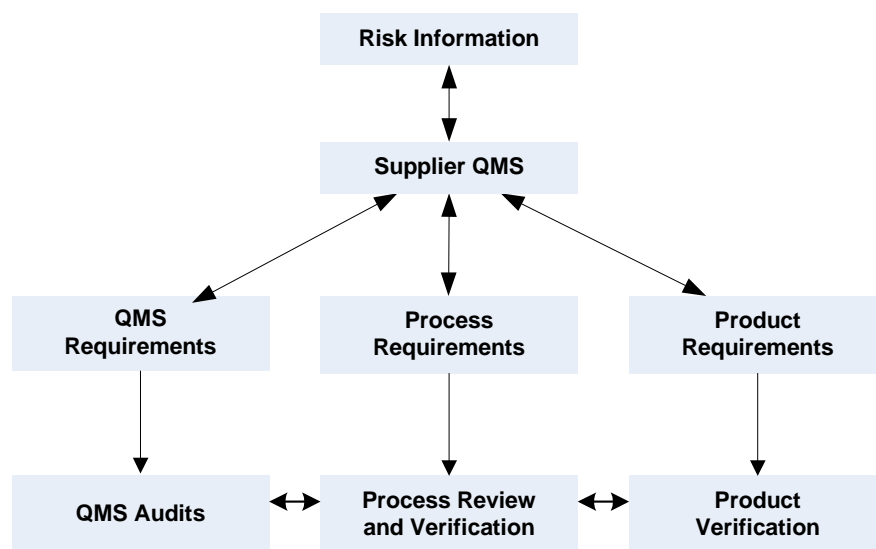 Risk Information
Supplier QMS
QMS
Requirements
Process
Requirements
Product
Requirements
QMS Audits
Process Review
and Verification
Product
Verification